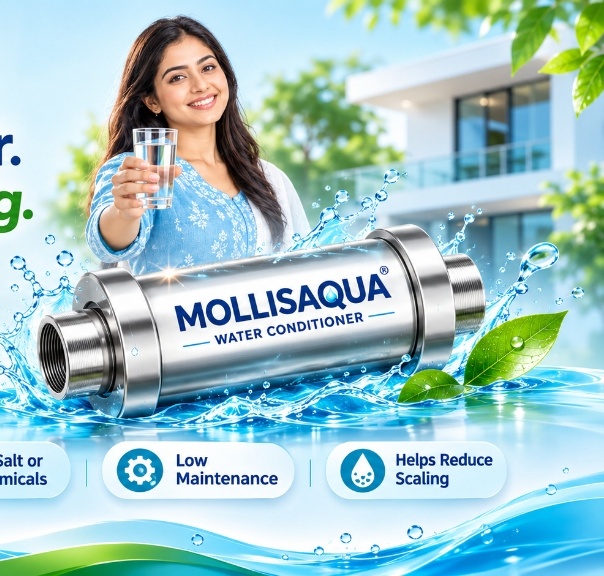 r.
g.
MOLLISAQUA®
WATER CONDITIONER
Salt or
micals
Low
Maintenance
Helps Reduce
Scaling